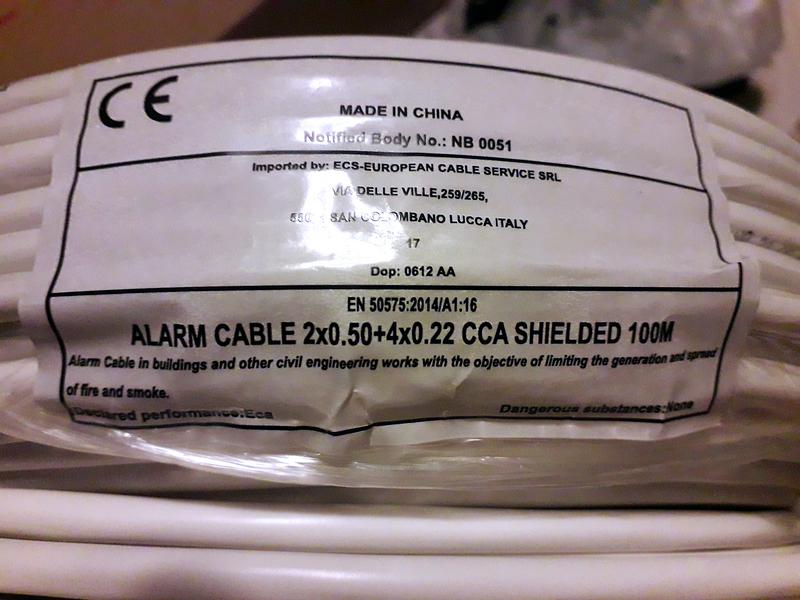 CE
MADE IN CHINA
Notified Body No.: NB 0051
Imported by: ECS-EUROPEAN CABLE SERVICE SRL
VIA DELLE VILLE,259/265,
SAN COLOMBANO LUCCA ITALY
17
Dop: 0612 AA
EN 50575:2014/A1:16
ALARM CABLE 2x0.50+4x0.22 CCA SHIELDED 100M
Alarm Cable in buildings and other civil engineering works with the objective of limiting the generation and spread
of fire and smoke.
Declared performance:Eca Dangerous substances:None